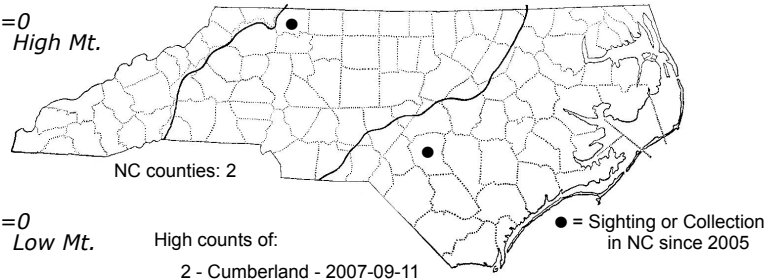 =0
High Mt.
NC counties: 2
=0
Low Mt.
High counts of:
2 - Cumberland - 2007-09-11
● = Sighting or Collection
in NC since 2005